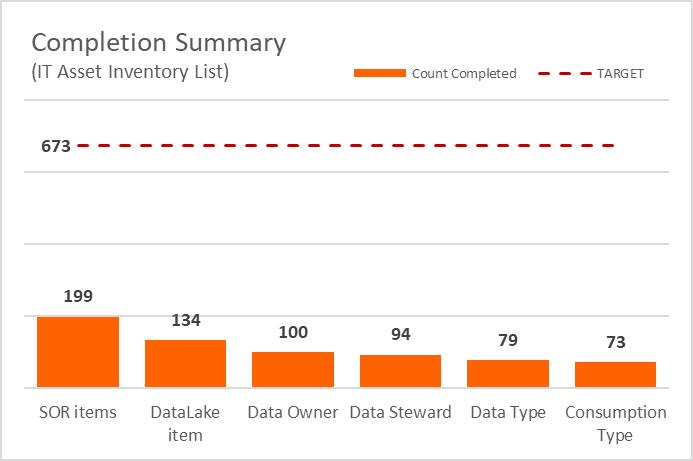 Completion Summary
(IT Asset Inventory List)
Count Completed
TARGET
673
199
134
100
94
79
73
SOR items
DataLake
item
Data Owner
Data Steward
Data Type
Consumption
Type